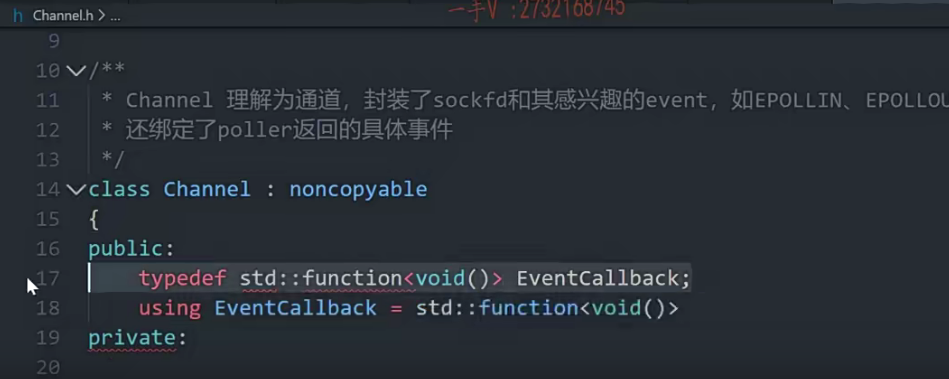 一手V :2732168745
h Channel.h > ...
9
10 /**
11 * Channel 理解为通道，封装了sockfd和其感兴趣的event，如EPOLLIN、EPOLLOU
12 * 还绑定了poller返回的具体事件
13 */
14 class Channel : noncopyable
15 {
16 public:
17 typedef std::function<void()> EventCallback;
18 using EventCallback = std::function<void()>
19 private:
20